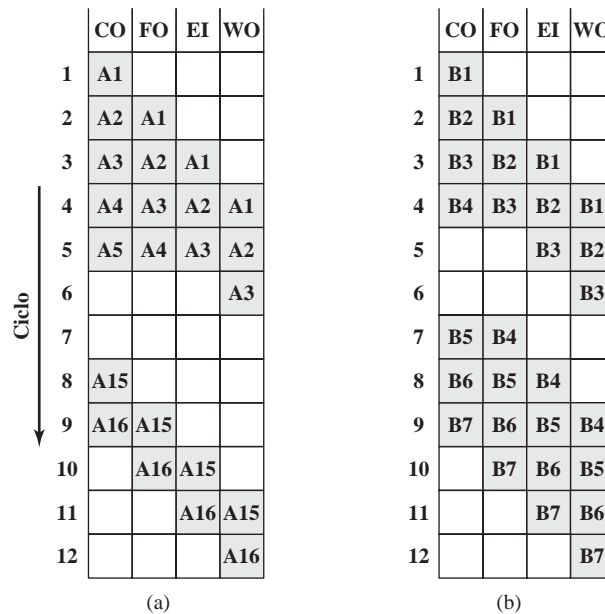 CO FO EI WO CO FO EI WO
1 A1 1 B1
2 A2 A1 2 B2 B1
3 A3 A2 A1 3 B3 B2 B1
4 A4 A3 A2 A1 4 B4 B3 B2 B1
5 A5 A4 A3 A2 5 B3 B2
6 A3 6 B3
Ciclo
7 7 B5 B4
8 A15 8 B6 B5 B4
9 A16 A15 9 B7 B6 B5 B4
10 A16 A15 10 B7 B6 B5
11 A16 A15 11 B7 B6
12 A16 12 B7
(a) (b)